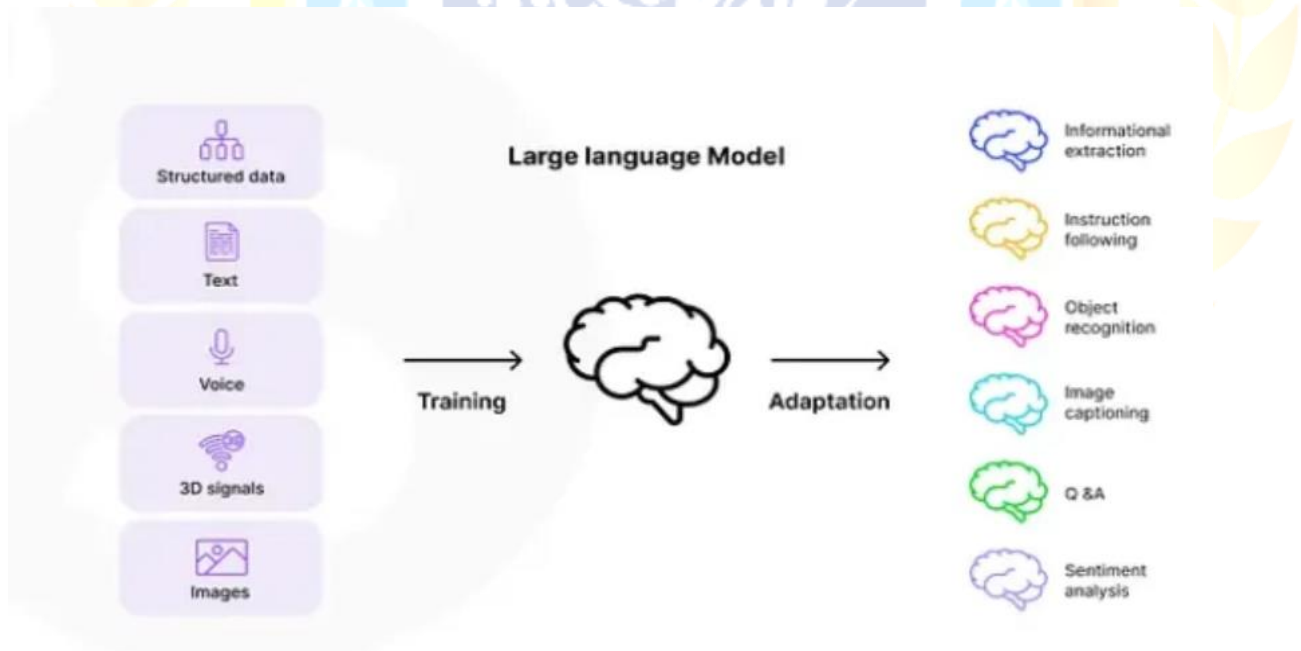 Structured data
Text
Voice
3D signals
Images
Large language Model
Training
Adaptation
Informational
extraction
Instruction
following
Object
recognition
Image
captioning
Q &A
Sentiment
analysis